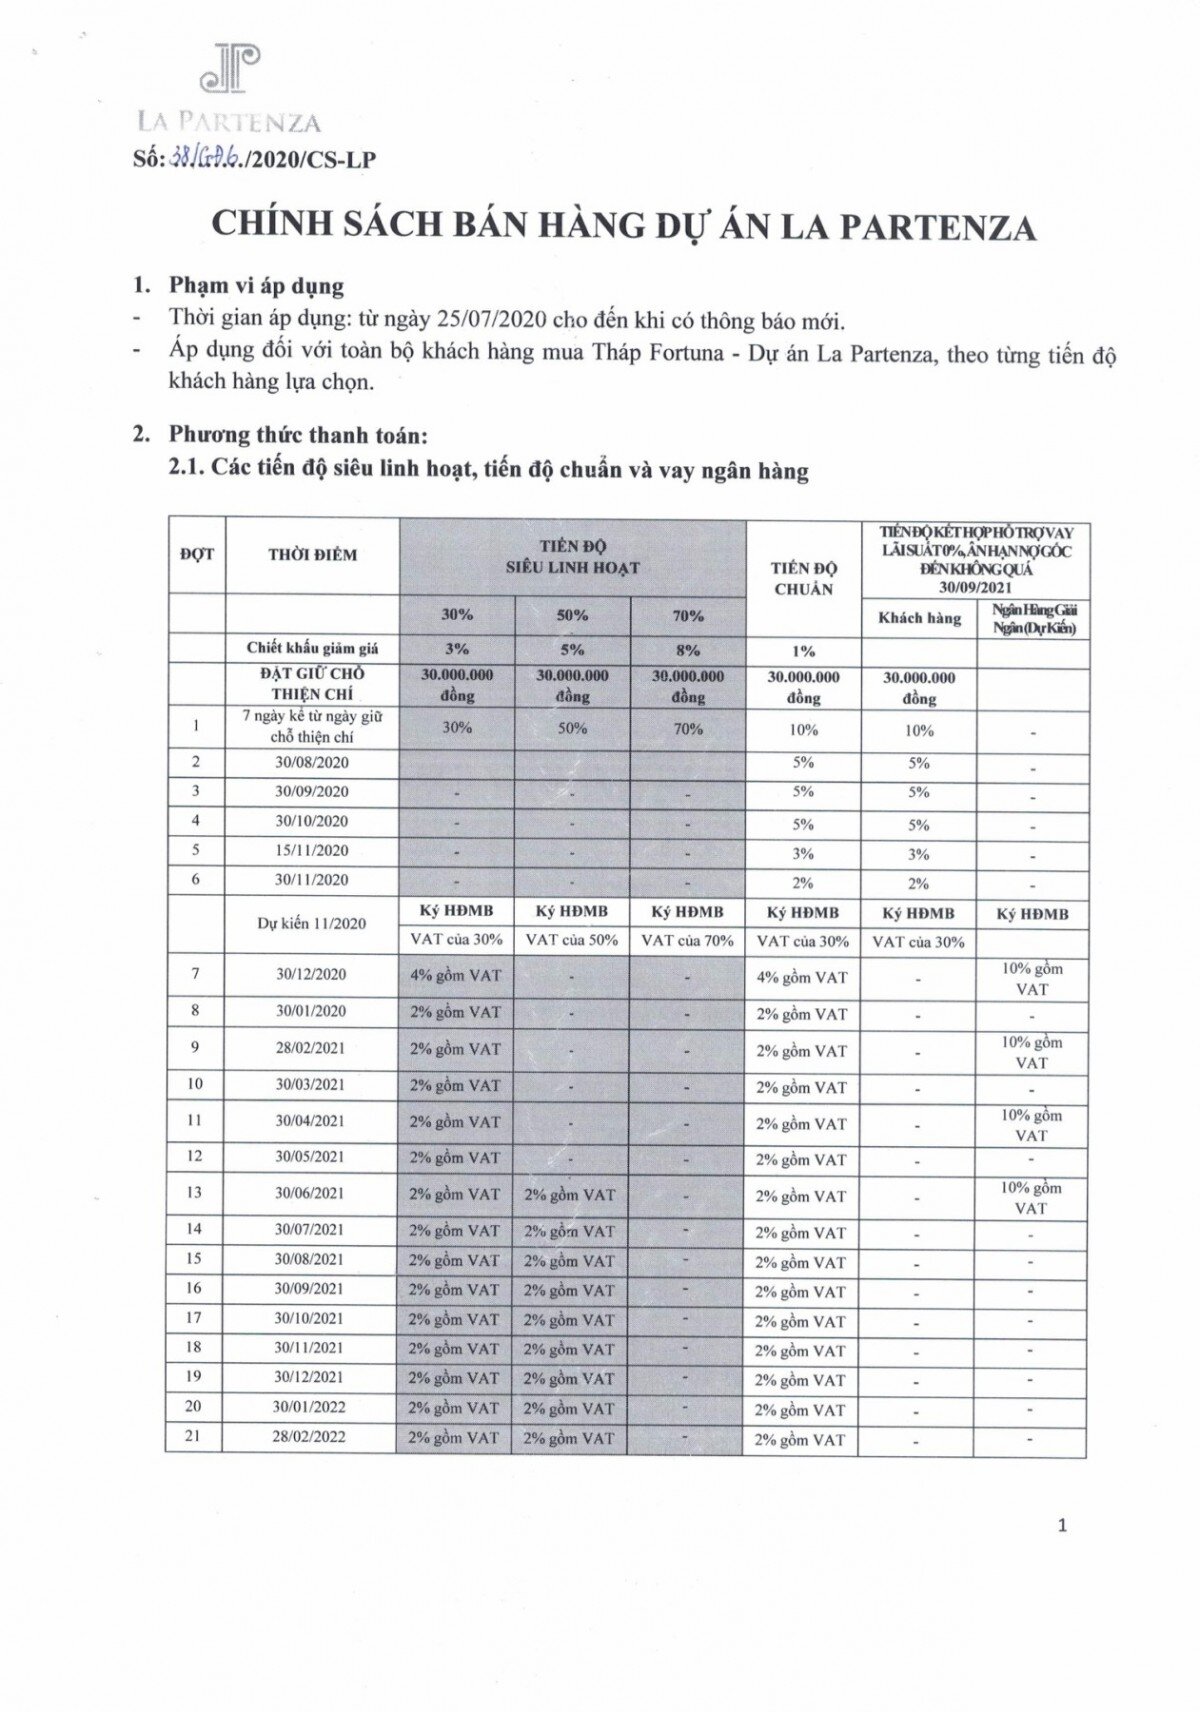 LA PARTENZA
Số: 38/GĐ6./2020/CS-LP
CHÍNH SÁCH BÁN HÀNG DỰ ÁN LA PARTENZA
1. Phạm vi áp dụng
- Thời gian áp dụng: từ ngày 25/07/2020 cho đến khi có thông báo mới.
- Áp dụng đối với toàn bộ khách hàng mua Tháp Fortuna - Dự án La Partenza, theo từng tiến độ
khách hàng lựa chọn.
2. Phương thức thanh toán:
2.1. Các tiến độ siêu linh hoạt, tiến độ chuẩn và vay ngân hàng
ĐỢT THỜI ĐIỂM TIẾN ĐỘ
SIÊU LINH HOẠT
TIẾN ĐỘ
CHUẨN
TIẾN ĐỘ KẾT HỢP HỖ TRỢ VAY
LÃI SUẤT 0%, ÂN HẠN NỢ GỐC
ĐẾN KHÔNG QUÁ
30/09/2021
30% 50% 70% Khách hàng Ngân Hàng Giải
Ngân (Dự Kiến)
Chiết khấu giảm giá 3% 5% 8% 1%
ĐẶT GIỮ CHỖ 30.000.000 30.000.000 30.000.000 30.000.000 30.000.000
THIỆN CHÍ đồng đồng đồng đồng đồng
1 7 ngày kể từ ngày giữ
chỗ thiện chí 30% 50% 70% 10% 10% -
2 30/08/2020 5% 5% -
3 30/09/2020 - - - 5% 5% -
4 30/10/2020 - - - 5% 5% -
5 15/11/2020 - - - 3% 3% -
6 30/11/2020 - - - 2% 2% -
Dự kiến 11/2020 Ký HĐMB Ký HĐMB Ký HĐMB Ký HĐMB Ký HĐMB Ký HĐMB
VAT của 30% VAT của 50% VAT của 70% VAT của 30% VAT của 30%
7 30/12/2020 4% gồm VAT - - 4% gồm VAT - 10% gồm
VAT
8 30/01/2020 2% gồm VAT - - 2% gồm VAT - -
9 28/02/2021 2% gồm VAT - - 2% gồm VAT - 10% gồm
VAT
10 30/03/2021 2% gồm VAT - - 2% gồm VAT - -
11 30/04/2021 2% gồm VAT - - 2% gồm VAT - 10% gồm
VAT
12 30/05/2021 2% gồm VAT - - 2% gồm VAT - -
13 30/06/2021 2% gồm VAT 2% gồm VAT - 2% gồm VAT - 10% gồm
VAT
14 30/07/2021 2% gồm VAT 2% gồm VAT - 2% gồm VAT - -
15 30/08/2021 2% gồm VAT 2% gồm VAT - 2% gồm VAT - -
16 30/09/2021 2% gồm VAT 2% gồm VAT - 2% gồm VAT - -
17 30/10/2021 2% gồm VAT 2% gồm VAT - 2% gồm VAT - -
18 30/11/2021 2% gồm VAT 2% gồm VAT - 2% gồm VAT - -
19 30/12/2021 2% gồm VAT 2% gồm VAT - 2% gồm VAT - -
20 30/01/2022 2% gồm VAT 2% gồm VAT - 2% gồm VAT - -
21 28/02/2022 2% gồm VAT 2% gồm VAT - 2% gồm VAT - -
1